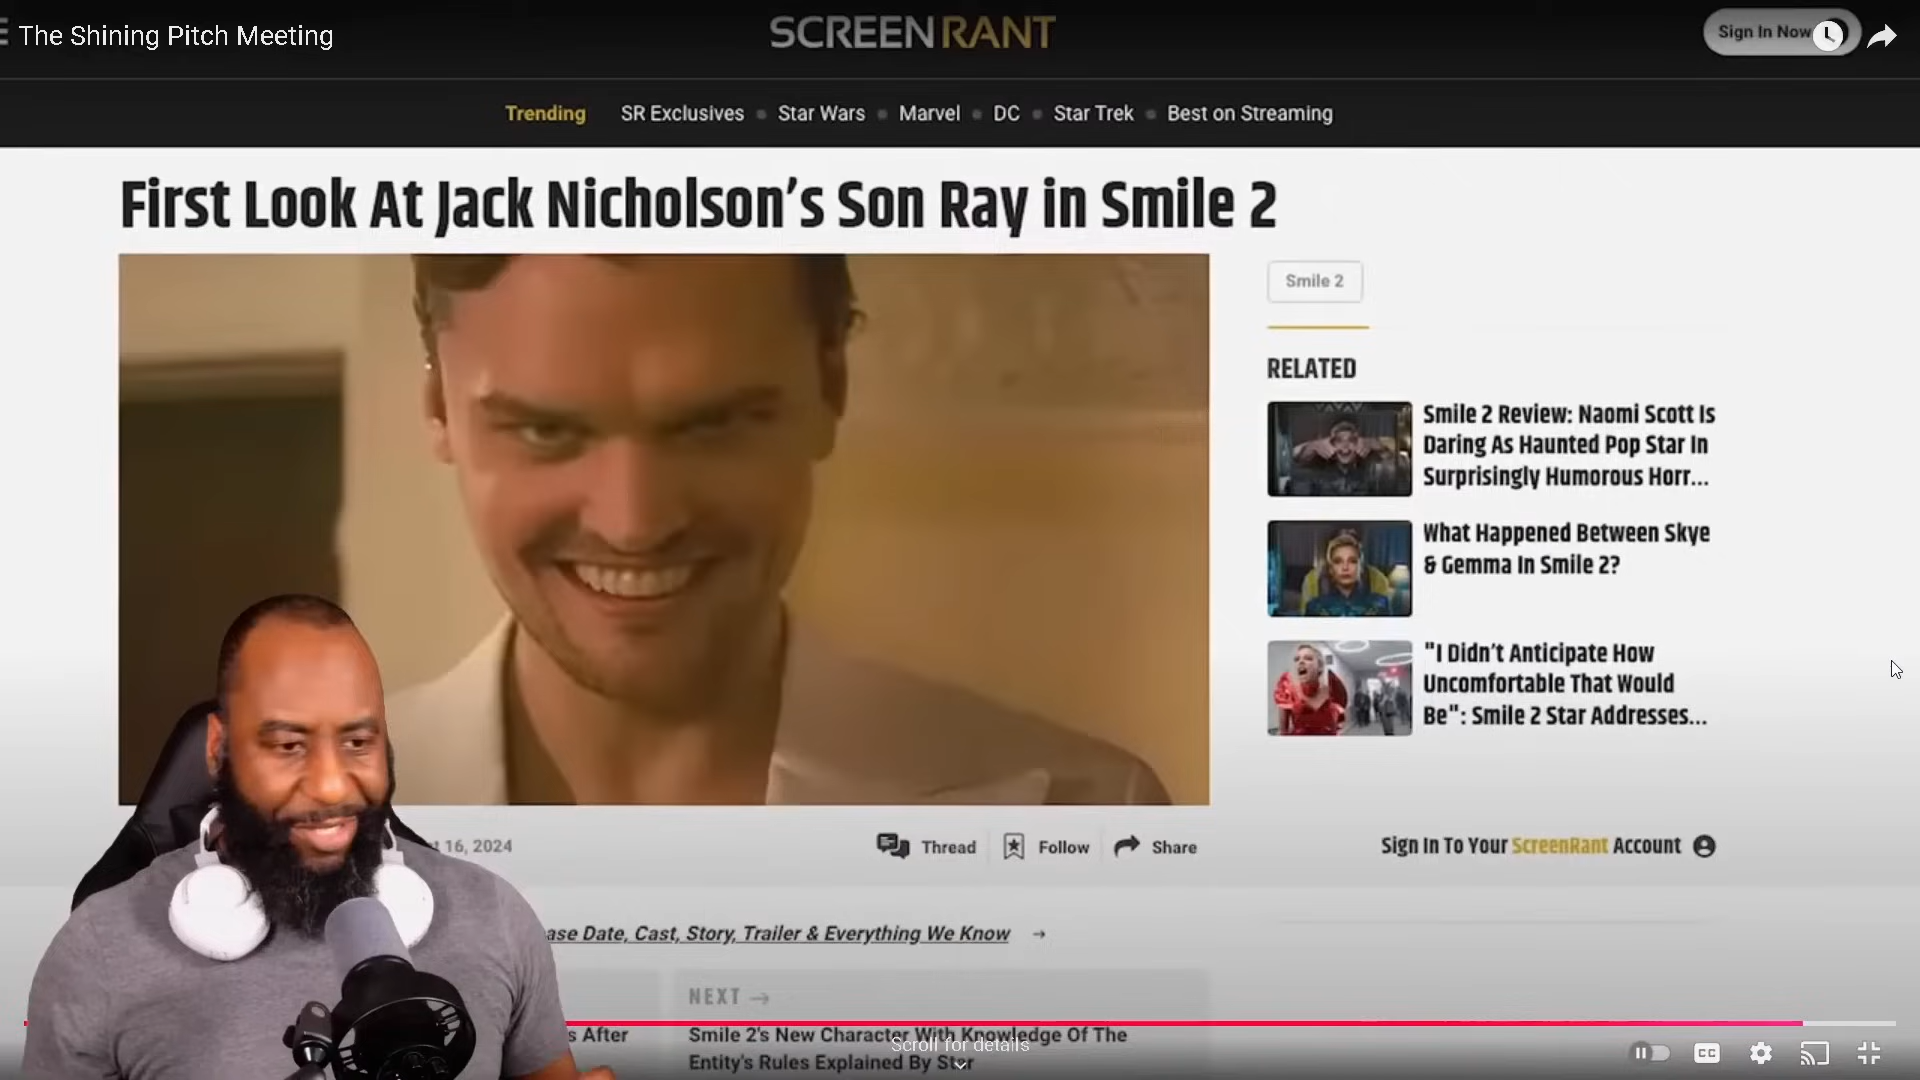 The Shining Pitch Meeting
SCREENRANT
Sign In Now
Trending SR Exclusives Star Wars Marvel DC Star Trek Best on Streaming
First Look At Jack Nicholson's Son Ray in Smile 2
Smile 2
RELATED
Smile 2 Review: Naomi Scott Is
Daring As Haunted Pop Star In
Surprisingly Humorous Horr...
What Happened Between Skye
& Gemma In Smile 2?
"I Didn't Anticipate How
Uncomfortable That Would
Be": Smile 2 Star Addresses...
16, 2024
Thread Follow Share
Sign In To Your ScreenRant Account
Date, Cast, Story, Trailer & Everything We Know →
NEXT →
After
Smile 2's New Character With Knowledge Of The
Entity's Rules Explained By Star
Scroll for details
CC